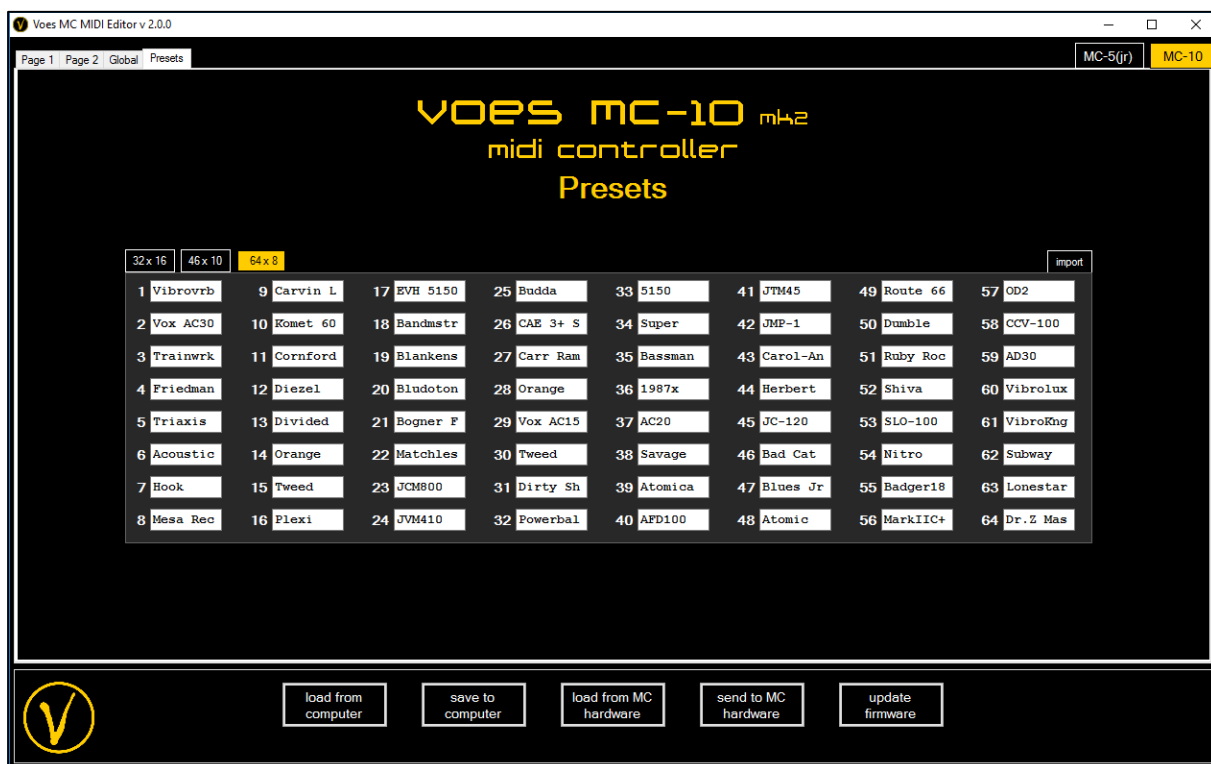 Voes MC MIDI Editor v 2.0.0
Page 1 Page 2 Global Presets MC-5(jr) MC-10
voes mc-10 mk2
midi controller
Presets
32 x 16 46 x 10 64 x 8 import
1 Vibrovrb 9 Carvin L 17 EVH 5150 25 Budda 33 5150 41 JTM45 49 Route 66 57 OD2
2 Vox AC30 10 Komet 60 18 Bandmstr 26 CAE 3+ S 34 Super 42 JMP-1 50 Dumble 58 CCV-100
3 Trainwrk 11 Cornford 19 Blankens 27 Carr Ram 35 Bassman 43 Carol-An 51 Ruby Roc 59 AD30
4 Friedman 12 Diezel 20 Bludoton 28 Orange 36 1987x 44 Herbert 52 Shiva 60 Vibrolux
5 Triaxis 13 Divided 21 Bogner F 29 Vox AC15 37 AC20 45 JC-120 53 SLO-100 61 VibroKng
6 Acoustic 14 Orange 22 Matchles 30 Tweed 38 Savage 46 Bad Cat 54 Nitro 62 Subway
7 Hook 15 Tweed 23 JCM800 31 Dirty Sh 39 Atomica 47 Blues Jr 55 Badger18 63 Lonestar
8 Mesa Rec 16 Plexi 24 JVM410 32 Powerbal 40 AFD100 48 Atomic 56 MarkIIC+ 64 Dr.Z Mas
load from computer
save to computer
load from MC hardware
send to MC hardware
update firmware
V